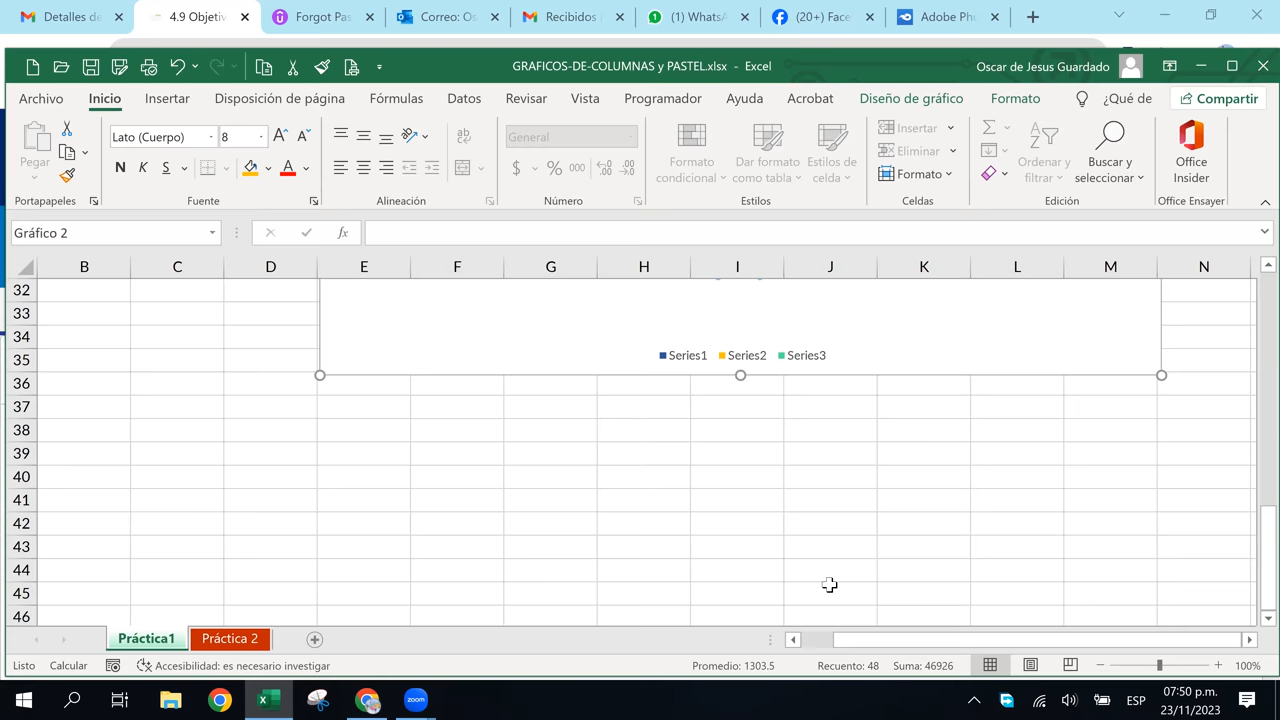 Detalles de
4.9 Objetiv
Forgot Pas
Correo: Os
Recibidos
(1) WhatsA
(20+) Face
Adobe Pho
GRAFICOS-DE-COLUMNAS y PASTEL.xlsx - Excel
Oscar de Jesus Guardado
Archivo
Inicio
Insertar
Disposición de página
Fórmulas
Datos
Revisar
Vista
Programador
Ayuda
Acrobat
Diseño de gráfico
Formato
¿Qué de
Compartir
Pegar
Lato (Cuerpo)
8
N K S
General
$ % 000
Formato condicional
Dar formato como tabla
Estilos de celda
Insertar
Eliminar
Formato
Ordenar y filtrar
Buscar y seleccionar
Office Insider
Portapapeles
Fuente
Alineación
Número
Estilos
Celdas
Edición
Office Ensayer
Gráfico 2
fx
B C D E F G H I J K L M N
32
33
34
35
Series1 Series2 Series3
36
37
38
39
40
41
42
43
44
45
46
Práctica1
Práctica 2
Listo
Calcular
Accesibilidad: es necesario investigar
Promedio: 1303.5
Recuento: 48
Suma: 46926
100%
zoom
ESP
07:50 p.m.
23/11/2023